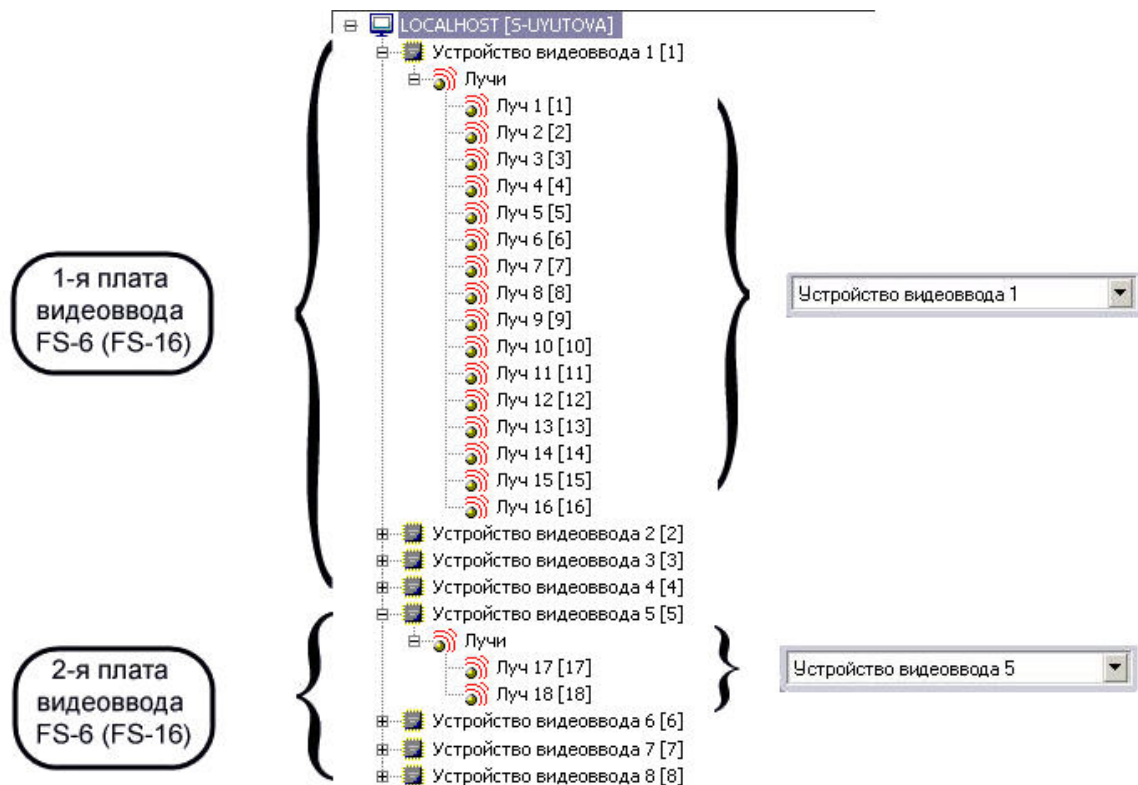 LOCALHOST [S-UYUTOVA]
Устройство видеоввода 1 [1]
Лучи
Луч 1 [1]
Луч 2 [2]
Луч 3 [3]
Луч 4 [4]
Луч 5 [5]
Луч 6 [6]
Луч 7 [7]
Луч 8 [8]
Луч 9 [9]
Луч 10 [10]
Луч 11 [11]
Луч 12 [12]
Луч 13 [13]
Луч 14 [14]
Луч 15 [15]
Луч 16 [16]
Устройство видеоввода 2 [2]
Устройство видеоввода 3 [3]
Устройство видеоввода 4 [4]
Устройство видеоввода 5 [5]
Лучи
Луч 17 [17]
Луч 18 [18]
Устройство видеоввода 6 [6]
Устройство видеоввода 7 [7]
Устройство видеоввода 8 [8]
1-я плата
видеоввода
FS-6 (FS-16)
2-я плата
видеоввода
FS-6 (FS-16)
Устройство видеоввода 1
Устройство видеоввода 5